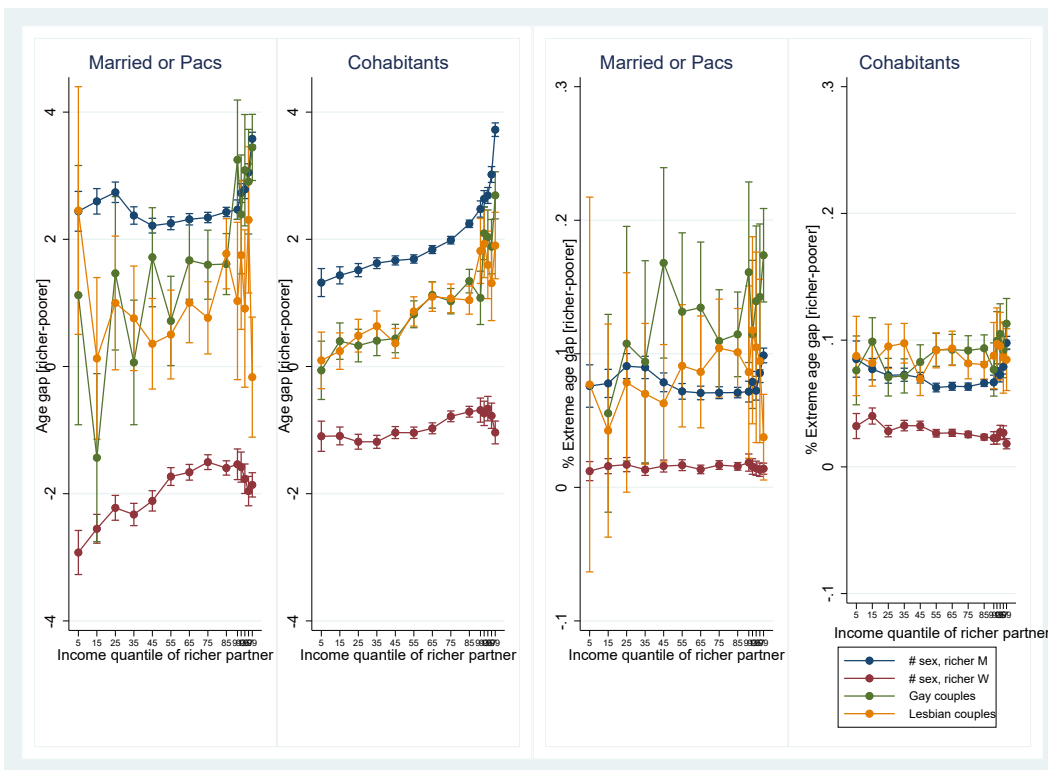 Married or Pacs
Cohabitants
Age gap [richer-poorer]
4
2
0
-2
-4
5 15 25 35 45 55 65 75 85
Income quantile of richer partner
Age gap [richer-poorer]
4
2
0
-2
-4
5 15 25 35 45 55 65 75 85
Income quantile of richer partner
Married or Pacs
Cohabitants
% Extreme age gap [richer-poorer]
.3
.2
.1
0
-.1
5 15 25 35 45 55 65 75 85
Income quantile of richer partner
% Extreme age gap [richer-poorer]
.3
.2
.1
0
-.1
5 15 25 35 45 55 65 75 85
Income quantile of richer partner
# sex, richer M
# sex, richer W
Gay couples
Lesbian couples